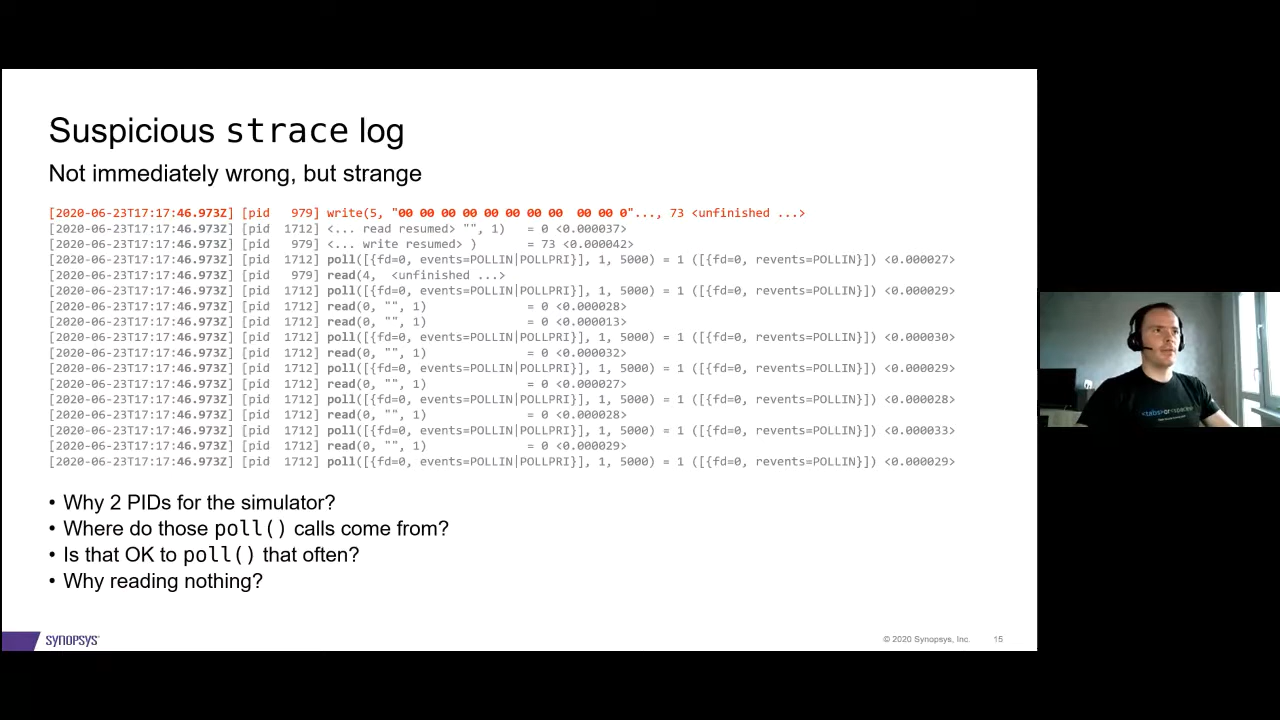 Suspicious strace log
Not immediately wrong, but strange
[2020-06-23T17:17:46.973Z] [pid   979] write(5, "00 00 00 00 00 00 00 00  00 00 0"..., 73 <unfinished ...>
[2020-06-23T17:17:46.973Z] [pid  1712] <... read resumed> "", 1)   = 0 <0.000037>
[2020-06-23T17:17:46.973Z] [pid   979] <... write resumed> )       = 73 <0.000042>
[2020-06-23T17:17:46.973Z] [pid  1712] poll([{fd=0, events=POLLIN|POLLPRI}], 1, 5000) = 1 ([{fd=0, revents=POLLIN}]) <0.000027>
[2020-06-23T17:17:46.973Z] [pid   979] read(4,  <unfinished ...>
[2020-06-23T17:17:46.973Z] [pid  1712] poll([{fd=0, events=POLLIN|POLLPRI}], 1, 5000) = 1 ([{fd=0, revents=POLLIN}]) <0.000029>
[2020-06-23T17:17:46.973Z] [pid  1712] read(0, "", 1)              = 0 <0.000028>
[2020-06-23T17:17:46.973Z] [pid  1712] read(0, "", 1)              = 0 <0.000013>
[2020-06-23T17:17:46.973Z] [pid  1712] poll([{fd=0, events=POLLIN|POLLPRI}], 1, 5000) = 1 ([{fd=0, revents=POLLIN}]) <0.000030>
[2020-06-23T17:17:46.973Z] [pid  1712] read(0, "", 1)              = 0 <0.000032>
[2020-06-23T17:17:46.973Z] [pid  1712] poll([{fd=0, events=POLLIN|POLLPRI}], 1, 5000) = 1 ([{fd=0, revents=POLLIN}]) <0.000029>
[2020-06-23T17:17:46.973Z] [pid  1712] read(0, "", 1)              = 0 <0.000027>
[2020-06-23T17:17:46.973Z] [pid  1712] poll([{fd=0, events=POLLIN|POLLPRI}], 1, 5000) = 1 ([{fd=0, revents=POLLIN}]) <0.000028>
[2020-06-23T17:17:46.973Z] [pid  1712] read(0, "", 1)              = 0 <0.000028>
[2020-06-23T17:17:46.973Z] [pid  1712] poll([{fd=0, events=POLLIN|POLLPRI}], 1, 5000) = 1 ([{fd=0, revents=POLLIN}]) <0.000033>
[2020-06-23T17:17:46.973Z] [pid  1712] read(0, "", 1)              = 0 <0.000029>
[2020-06-23T17:17:46.973Z] [pid  1712] poll([{fd=0, events=POLLIN|POLLPRI}], 1, 5000) = 1 ([{fd=0, revents=POLLIN}]) <0.000029>
• Why 2 PIDs for the simulator?
• Where do those poll() calls come from?
• Is that OK to poll() that often?
• Why reading nothing?
SYNOPSYS
© 2020 Synopsys, Inc. 15